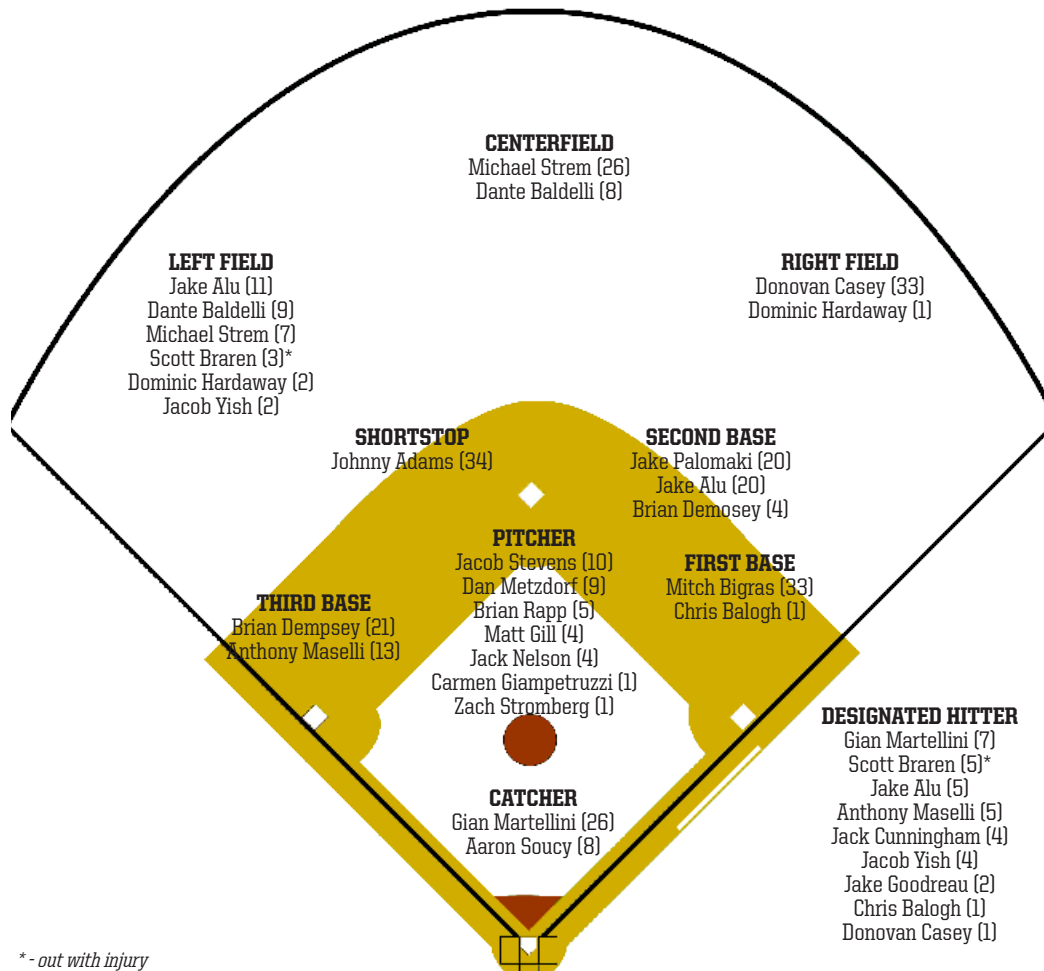 CENTERFIELD
Michael Strem (26)
Dante Baldelli (8)
LEFT FIELD
Jake Alu (11)
Dante Baldelli (9)
Michael Strem (7)
Scott Braren (3)*
Dominic Hardaway (2)
Jacob Yish (2)
RIGHT FIELD
Donovan Casey (33)
Dominic Hardaway (1)
SHORTSTOP
Johnny Adams (34)
SECOND BASE
Jake Palomaki (20)
Jake Alu (20)
Brian Demosey (4)
PITCHER
Jacob Stevens (10)
Dan Metzdorf (9)
Brian Rapp (5)
Matt Gill (4)
Jack Nelson (4)
Carmen Giampetruzzi (1)
Zach Stromberg (1)
FIRST BASE
Mitch Bigras (33)
Chris Balogh (1)
THIRD BASE
Brian Dempsey (21)
Anthony Maselli (13)
DESIGNATED HITTER
Gian Martellini (7)
Scott Braren (5)*
Jake Alu (5)
Anthony Maselli (5)
Jack Cunningham (4)
Jacob Yish (4)
Jake Goodreau (2)
Chris Balogh (1)
Donovan Casey (1)
CATCHER
Gian Martellini (26)
Aaron Soucy (8)
* - out with injury